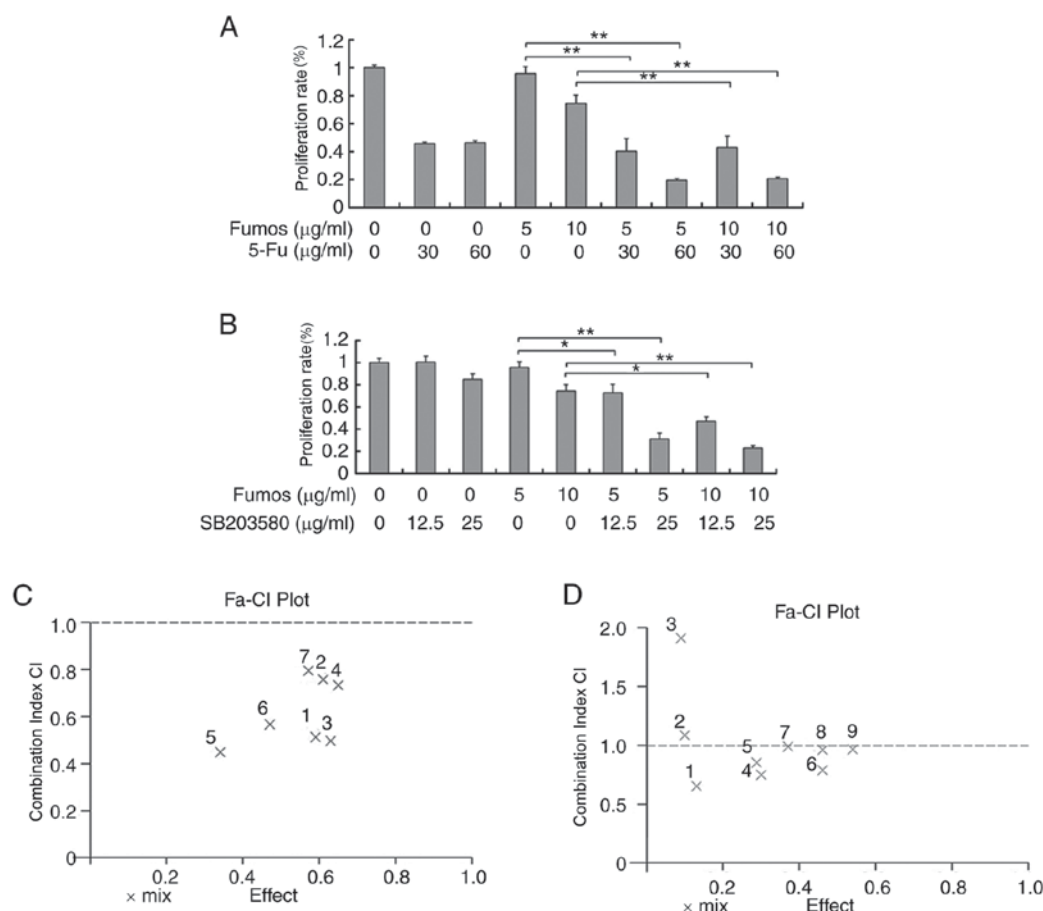 A
**
**
**
**
Proliferation rate (%)
1.2
1
0.8
0.6
0.4
0.2
0
Fumos (μg/ml) 0 0 0 5 10 5 5 10 10
5-Fu (μg/ml) 0 30 60 0 0 30 60 30 60
B
**
*
**
*
Proliferation rate (%)
1.2
1
0.8
0.6
0.4
0.2
0
Fumos (μg/ml) 0 0 0 5 10 5 5 10 10
SB203580 (μg/ml) 0 12.5 25 0 0 12.5 25 12.5 25
C
Fa-CI Plot
Combination Index CI
1.0
0.8
0.6
0.4
0.2
0
7 2 4
1 3
6
5
0.2 0.4 0.6 0.8 1.0
× mix Effect
D
Fa-CI Plot
Combination Index CI
2.0
1.5
1.0
0.5
0
3
2
1
5
4
7 8 9
6
0.2 0.4 0.6 0.8 1.0
× mix Effect